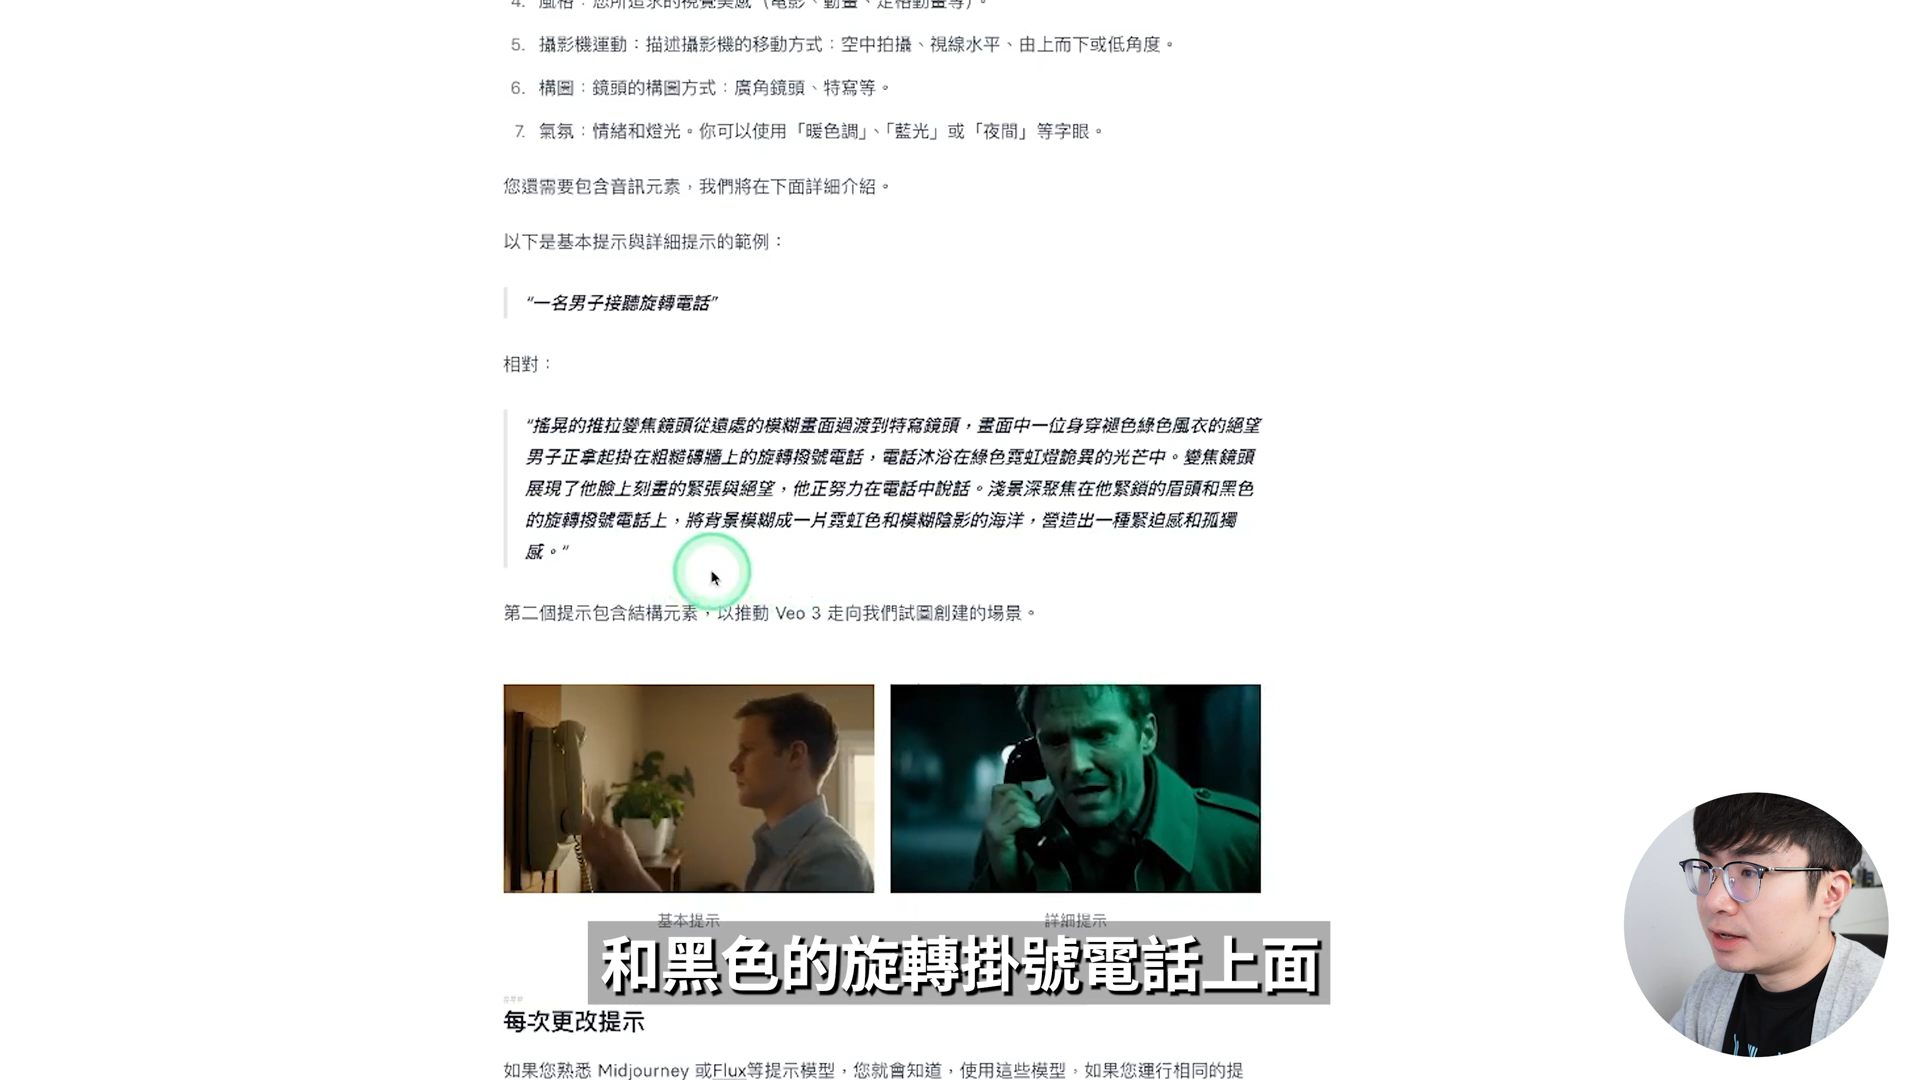 4. 風格：您所追求的視覺美感（電影、動畫、定格動畫等）。
5. 攝影機運動：描述攝影機的移動方式：空中拍攝、視線水平、由上而下或低角度。
6. 構圖：鏡頭的構圖方式：廣角鏡頭、特寫等。
7. 氣氛：情緒和燈光。你可以使用「暖色調」、「藍光」或「夜間」等字眼。
您還需要包含音訊元素，我們將在下面詳細介紹。
以下是基本提示與詳細提示的範例：
“一名男子接聽旋轉電話”
相對：
“搖晃的推拉變焦鏡頭從遠處的模糊畫面過渡到特寫鏡頭，畫面中一位身穿褪色綠色風衣的絕望
男子正拿起掛在粗糙磚牆上的旋轉撥號電話，電話沐浴在綠色霓虹燈詭異的光芒中。變焦鏡頭
展現了他臉上刻畫的緊張與絕望，他正努力在電話中說話。淺景深聚焦在他緊鎖的眉頭和黑色
的旋轉撥號電話上，將背景模糊成一片霓虹色和模糊陰影的海洋，營造出一種緊迫感和孤獨
感。”
第二個提示包含結構元素，以推動 Veo 3 走向我們試圖創建的場景。
基本提示
詳細提示
和黑色的旋轉掛號電話上面
###
每次更改提示
如果您熟悉 Midjourney 或Flux等提示模型，您就會知道，使用這些模型，如果您運行相同的提